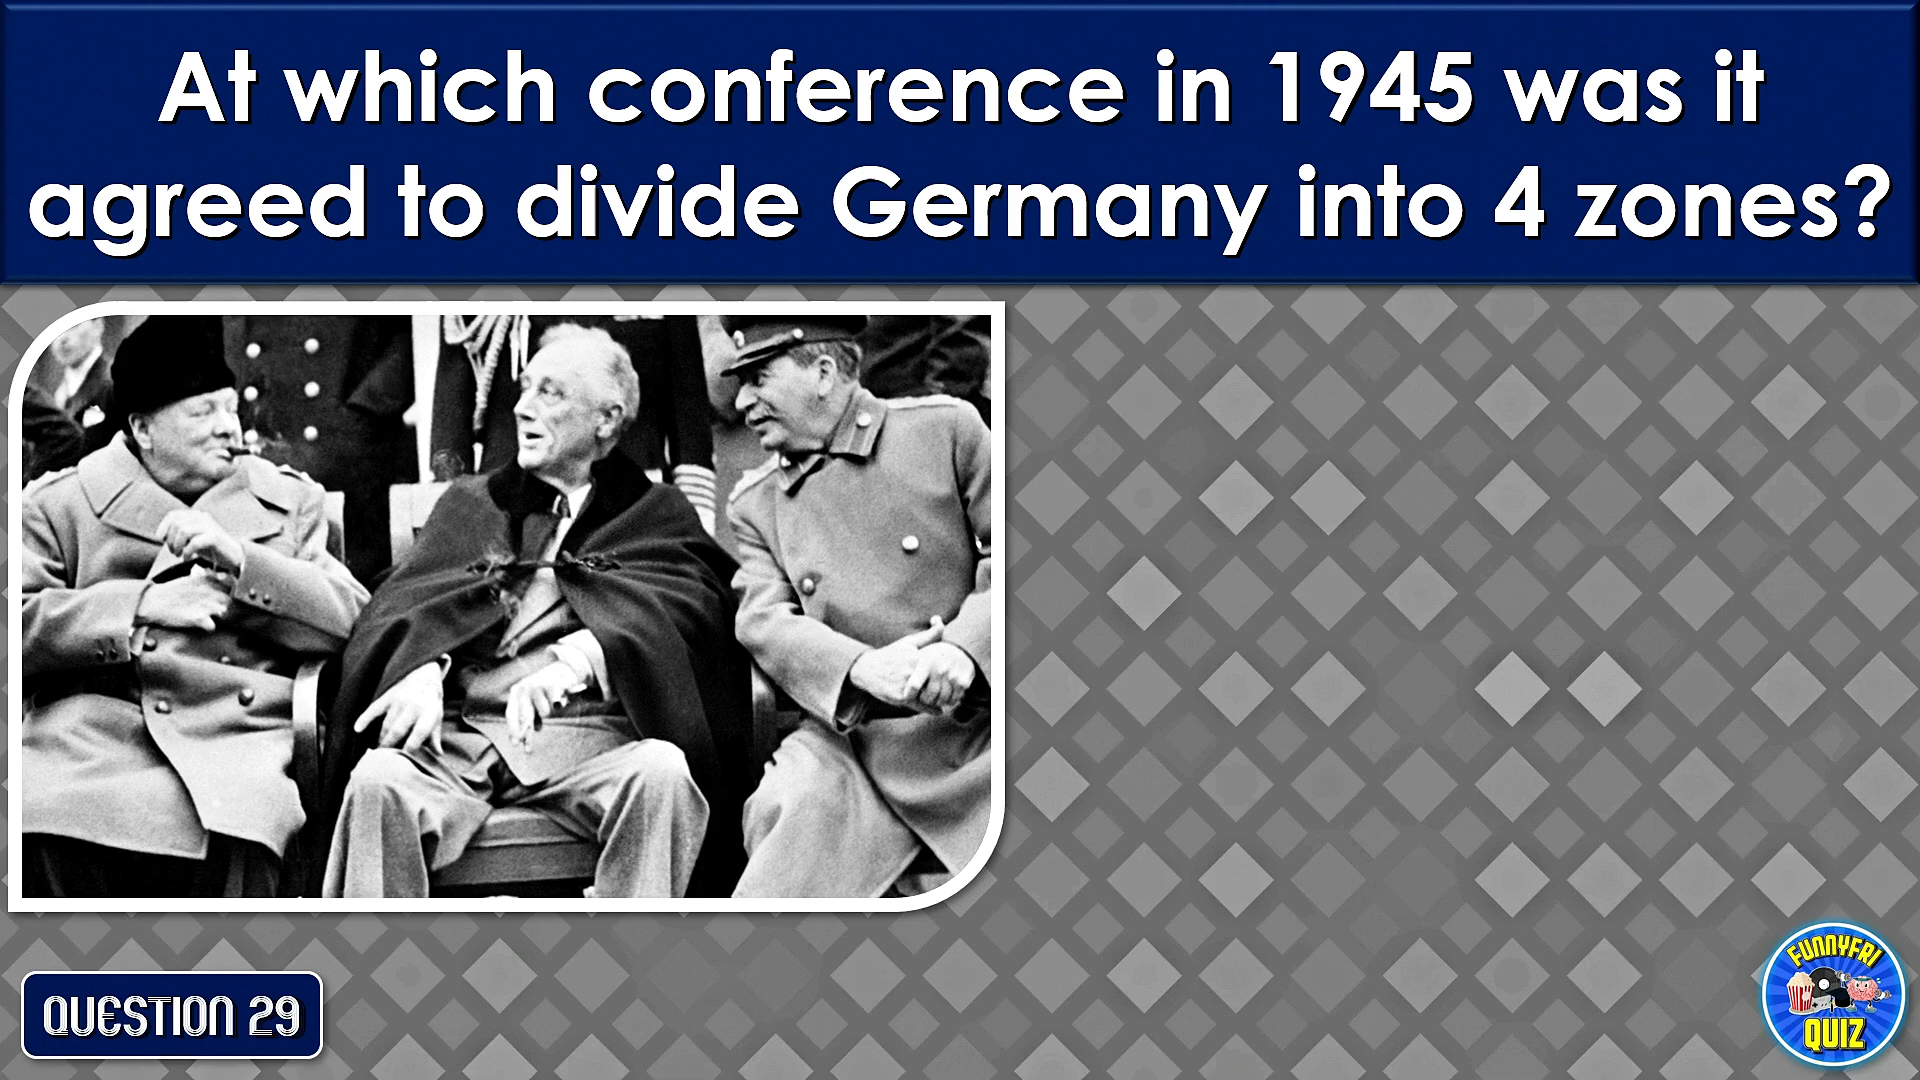 At which conference in 1945 was it
agreed to divide Germany into 4 zones?
QUESTION 29
FUNNYFRI
QUIZ